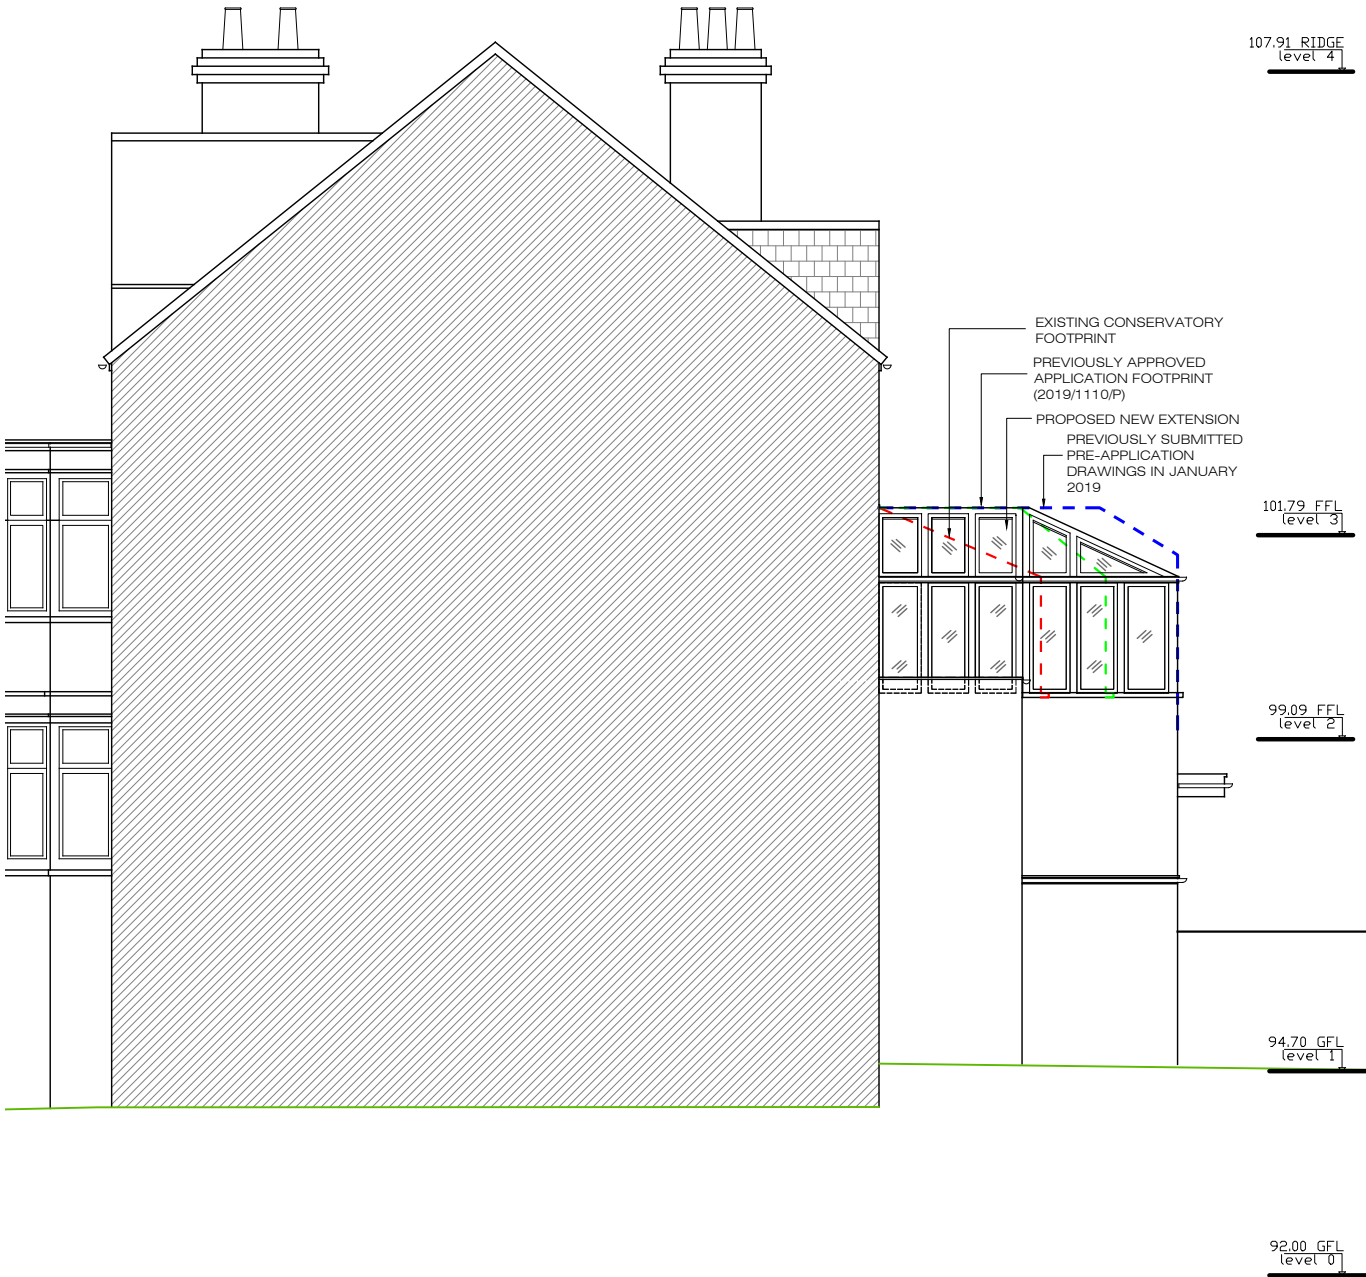 107.91 RIDGE
level 4
EXISTING CONSERVATORY
FOOTPRINT
PREVIOUSLY APPROVED
APPLICATION FOOTPRINT
(2019/1110/P)
PROPOSED NEW EXTENSION
PREVIOUSLY SUBMITTED
PRE-APPLICATION
DRAWINGS IN JANUARY
2019
101.79 FFL
level 3
99.09 FFL
level 2
94.70 GFL
level 1
92.00 GFL
level 0